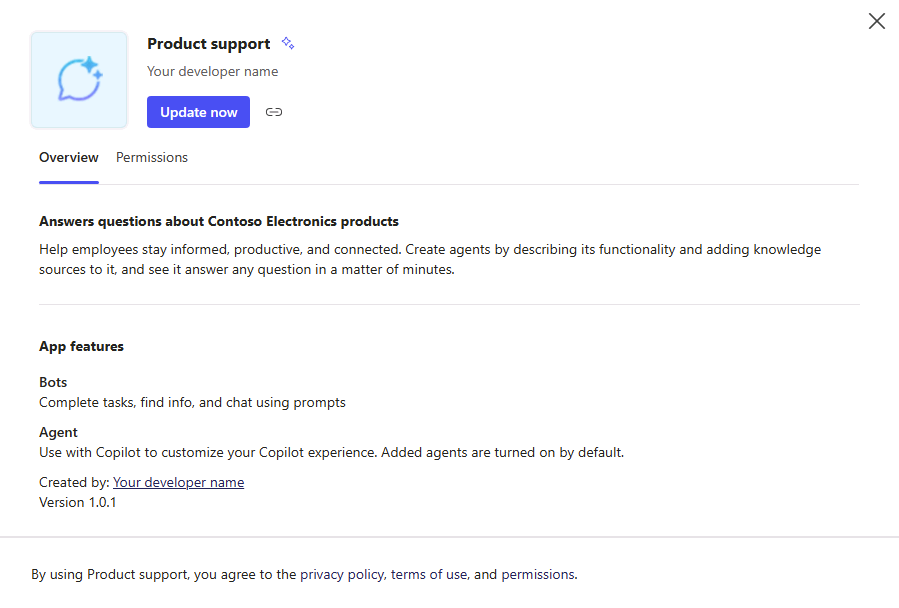 Product support
Your developer name
Update now
Overview
Permissions
Answers questions about Contoso Electronics products
Help employees stay informed, productive, and connected. Create agents by describing its functionality and adding knowledge
sources to it, and see it answer any question in a matter of minutes.
App features
Bots
Complete tasks, find info, and chat using prompts
Agent
Use with Copilot to customize your Copilot experience. Added agents are turned on by default.
Created by: Your developer name
Version 1.0.1
By using Product support, you agree to the privacy policy, terms of use, and permissions.